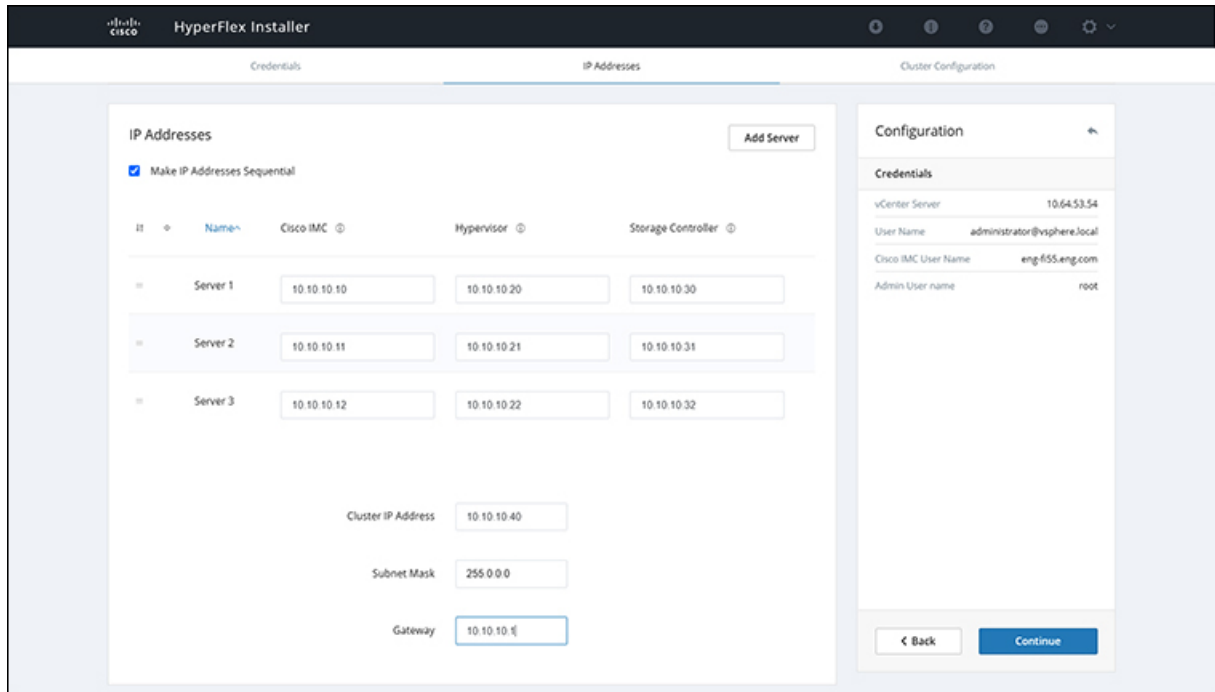 CISCO HyperFlex Installer
Credentials IP Addresses Cluster Configuration
IP Addresses Add Server
Make IP Addresses Sequential
Name Cisco IMC Hypervisor Storage Controller
Server 1 10.10.10.10 10.10.10.20 10.10.10.30
Server 2 10.10.10.11 10.10.10.21 10.10.10.31
Server 3 10.10.10.12 10.10.10.22 10.10.10.32
Cluster IP Address 10.10.10.40
Subnet Mask 255.0.0.0
Gateway 10.10.10.1
Configuration
Credentials
vCenter Server 10.64.53.54
User Name administrator@vsphere.local
Cisco IMC User Name eng-fi55.eng.com
Admin User name root
< Back Continue